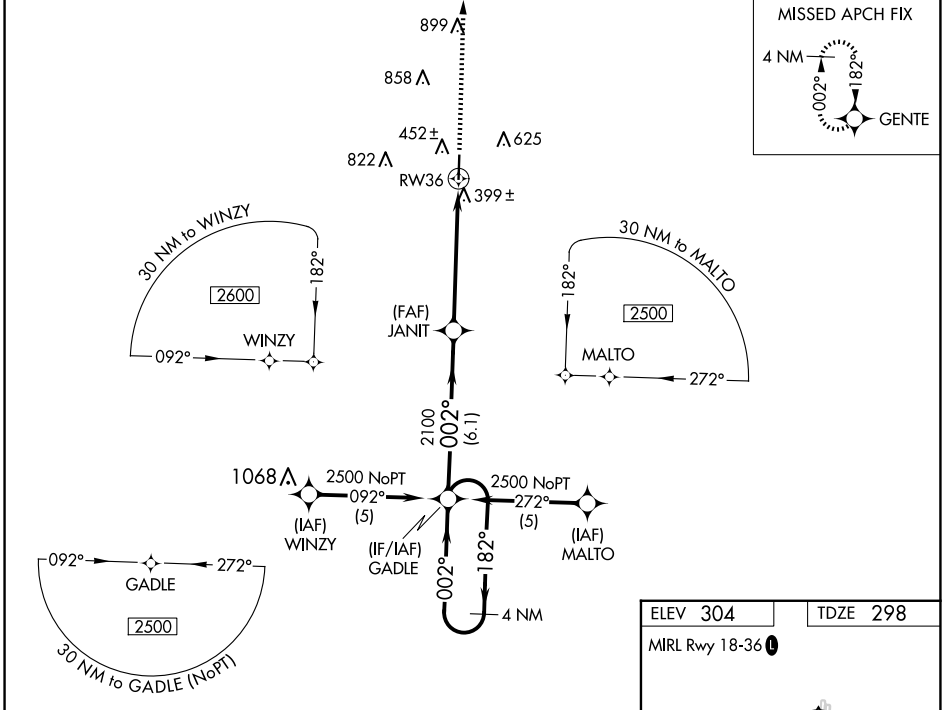 MISSED APCH FIX
4 NM
002°
182°
GENTE
899
858
452±
625
822
RW36
399±
30 NM to WINZY
182°
2600
WINZY
092°
30 NM to MALTO
182°
2500
MALTO
272°
(FAF)
JANIT
2100
002°
(6.1)
1068
2500 NoPT
092°
(5)
2500 NoPT
272°
(5)
(IAF)
WINZY
(IF/IAF)
GADLE
(IAF)
MALTO
002°
182°
4 NM
092°
272°
GADLE
2500
30 NM to GADLE (NoPT)
ELEV 304
TDZE 298
MIRL Rwy 18-36 L